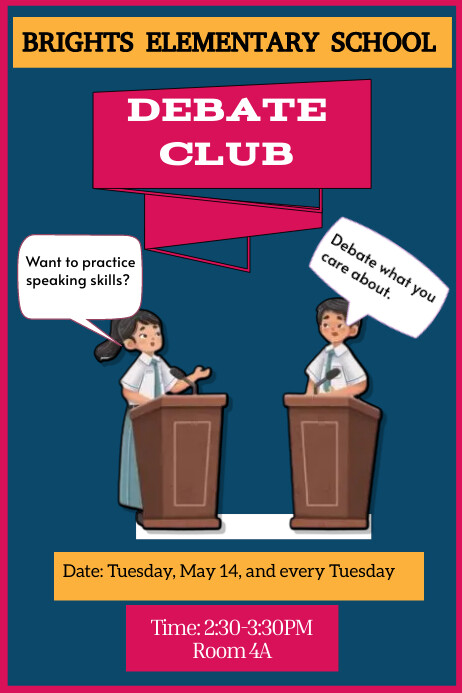 BRIGHTS ELEMENTARY SCHOOL
DEBATE
CLUB
Want to practice
speaking skills?
Debate what you
care about.
Date: Tuesday, May 14, and every Tuesday
Time: 2:30-3:30PM
Room 4A